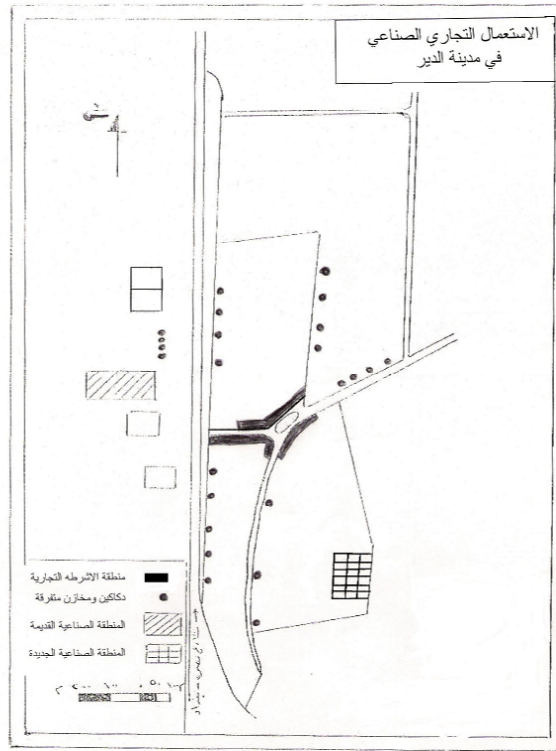 الاستعمال التجاري الصناعي
في مدينة الدير
منطقة الاشرطه التجارية
دكاكين ومخازن متفرقة
المنطقة الصناعية القديمة
المنطقة الصناعية الجديدة